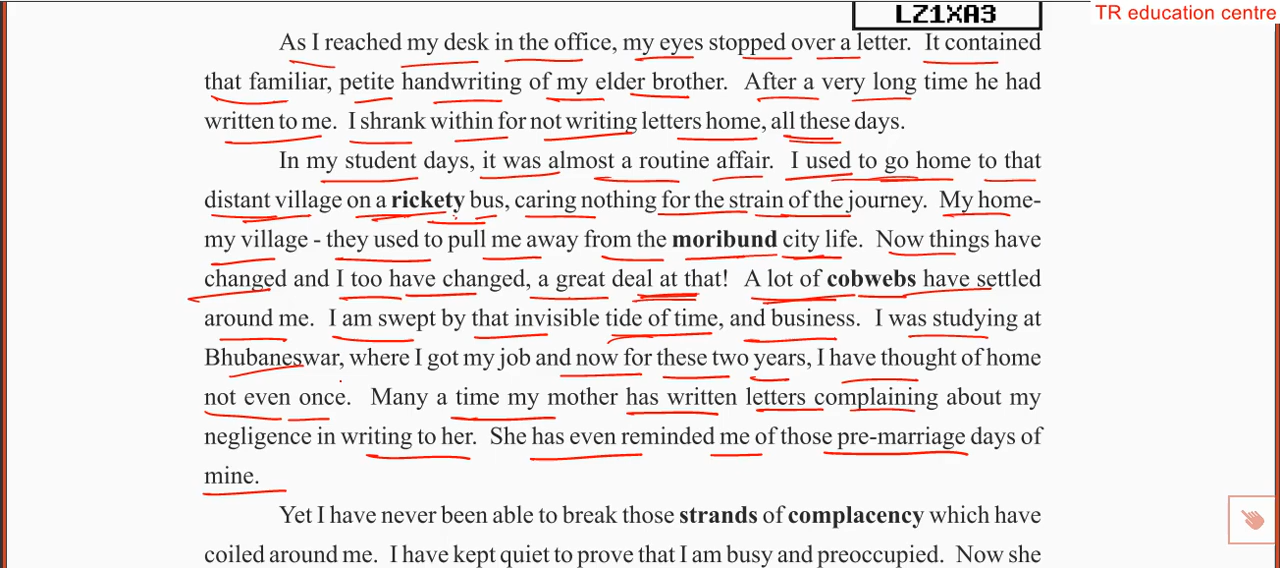 LZ1XA3
TR education centre
As I reached my desk in the office, my eyes stopped over a letter. It contained
that familiar, petite handwriting of my elder brother. After a very long time he had
written to me. I shrank within for not writing letters home, all these days.
In my student days, it was almost a routine affair. I used to go home to that
distant village on a rickety bus, caring nothing for the strain of the journey. My home-
my village - they used to pull me away from the moribund city life. Now things have
changed and I too have changed, a great deal at that! A lot of cobwebs have settled
around me. I am swept by that invisible tide of time, and business. I was studying at
Bhubaneswar, where I got my job and now for these two years, I have thought of home
not even once. Many a time my mother has written letters complaining about my
negligence in writing to her. She has even reminded me of those pre-marriage days of
mine.
Yet I have never been able to break those strands of complacency which have
coiled around me. I have kept quiet to prove that I am busy and preoccupied. Now she